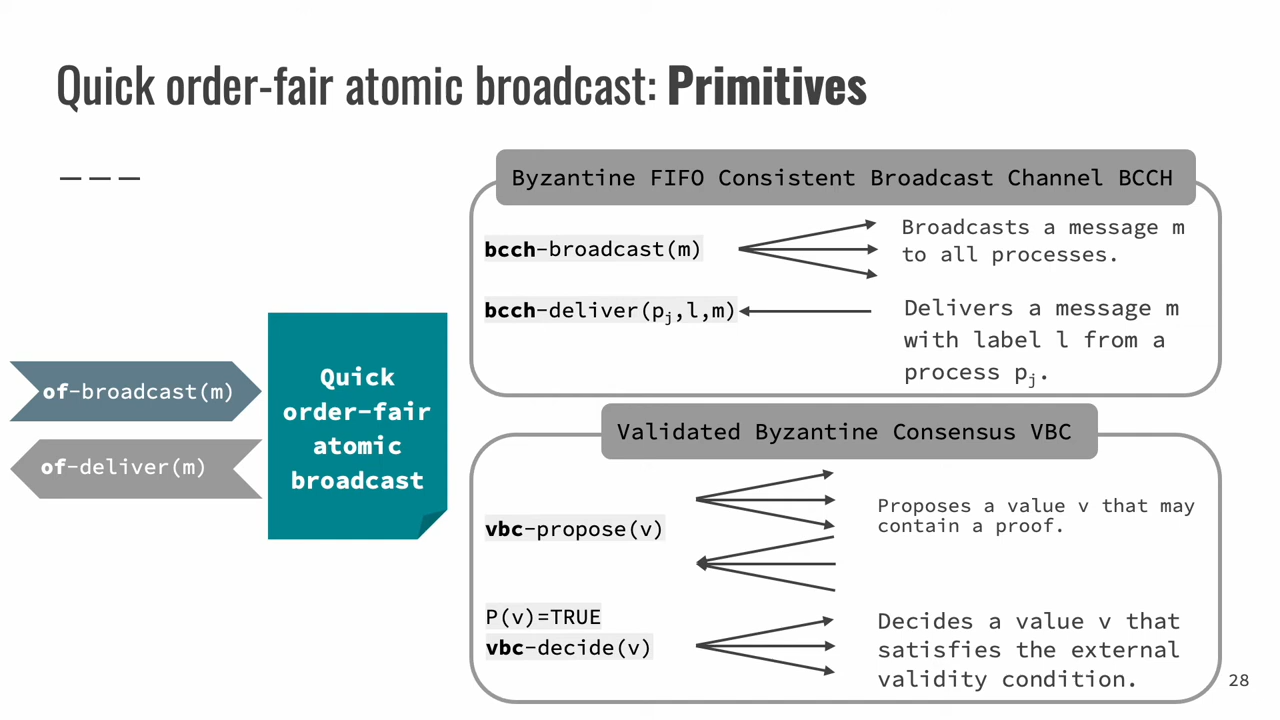 Quick order-fair atomic broadcast: Primitives
Byzantine FIFO Consistent Broadcast Channel BCCH
bcch-broadcast(m)
Broadcasts a message m
to all processes.
bcch-deliver(pj,l,m)
Delivers a message m
with label l from a
process pj.
of-broadcast(m)
of-deliver(m)
Quick
order-fair
atomic
broadcast
Validated Byzantine Consensus VBC
vbc-propose(v)
Proposes a value v that may
contain a proof.
P(v)=TRUE
vbc-decide(v)
Decides a value v that
satisfies the external
validity condition.
28